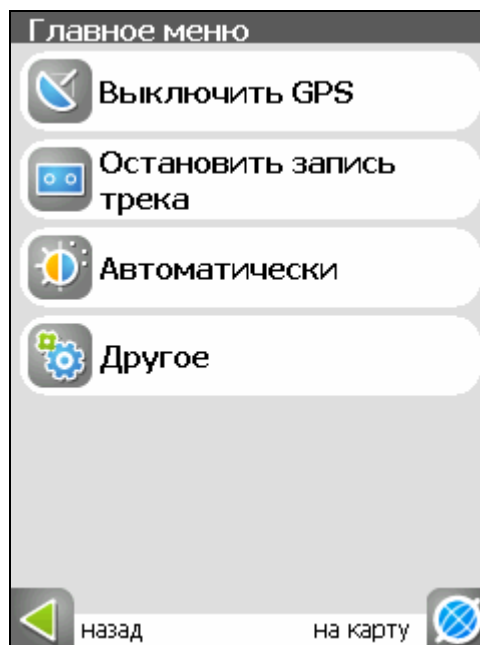 Главное меню
Выключить GPS
Остановить запись
трека
Автоматически
Другое
назад
на карту